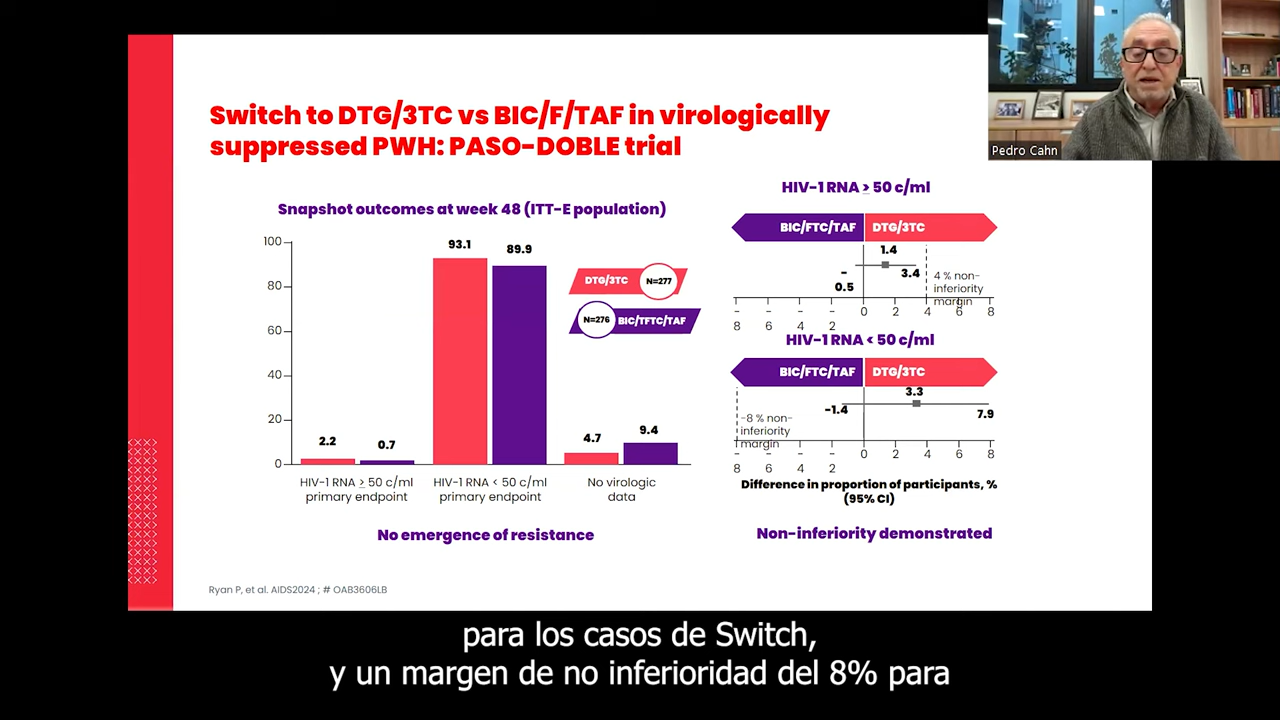 Pedro Cahn
Switch to DTG/3TC vs BIC/F/TAF in virologically
suppressed PWH: PASO-DOBLE trial
Snapshot outcomes at week 48 (ITT-E population)
100
80
60
40
20
0
2.2
0.7
93.1
89.9
4.7
9.4
HIV-1 RNA ≥ 50 c/ml
primary endpoint
HIV-1 RNA < 50 c/ml
primary endpoint
No virologic
data
DTG/3TC N=277
N=276 BIC/TFTC/TAF
No emergence of resistance
HIV-1 RNA ≥ 50 c/ml
BIC/FTC/TAF DTG/3TC
1.4
-
0.5
3.4
4 % non-
inferiority
margin
- - - - 0 2 4 6 8
8 6 4 2
HIV-1 RNA < 50 c/ml
BIC/FTC/TAF DTG/3TC
3.3
-1.4
7.9
-8 % non-
inferiority
margin
- - - - 0 2 4 6 8
8 6 4 2
Difference in proportion of participants, %
(95% CI)
Non-inferiority demonstrated
Ryan P, et al. AIDS2024 ; # OAB3606LB
para los casos de Switch,
y un margen de no inferioridad del 8% para